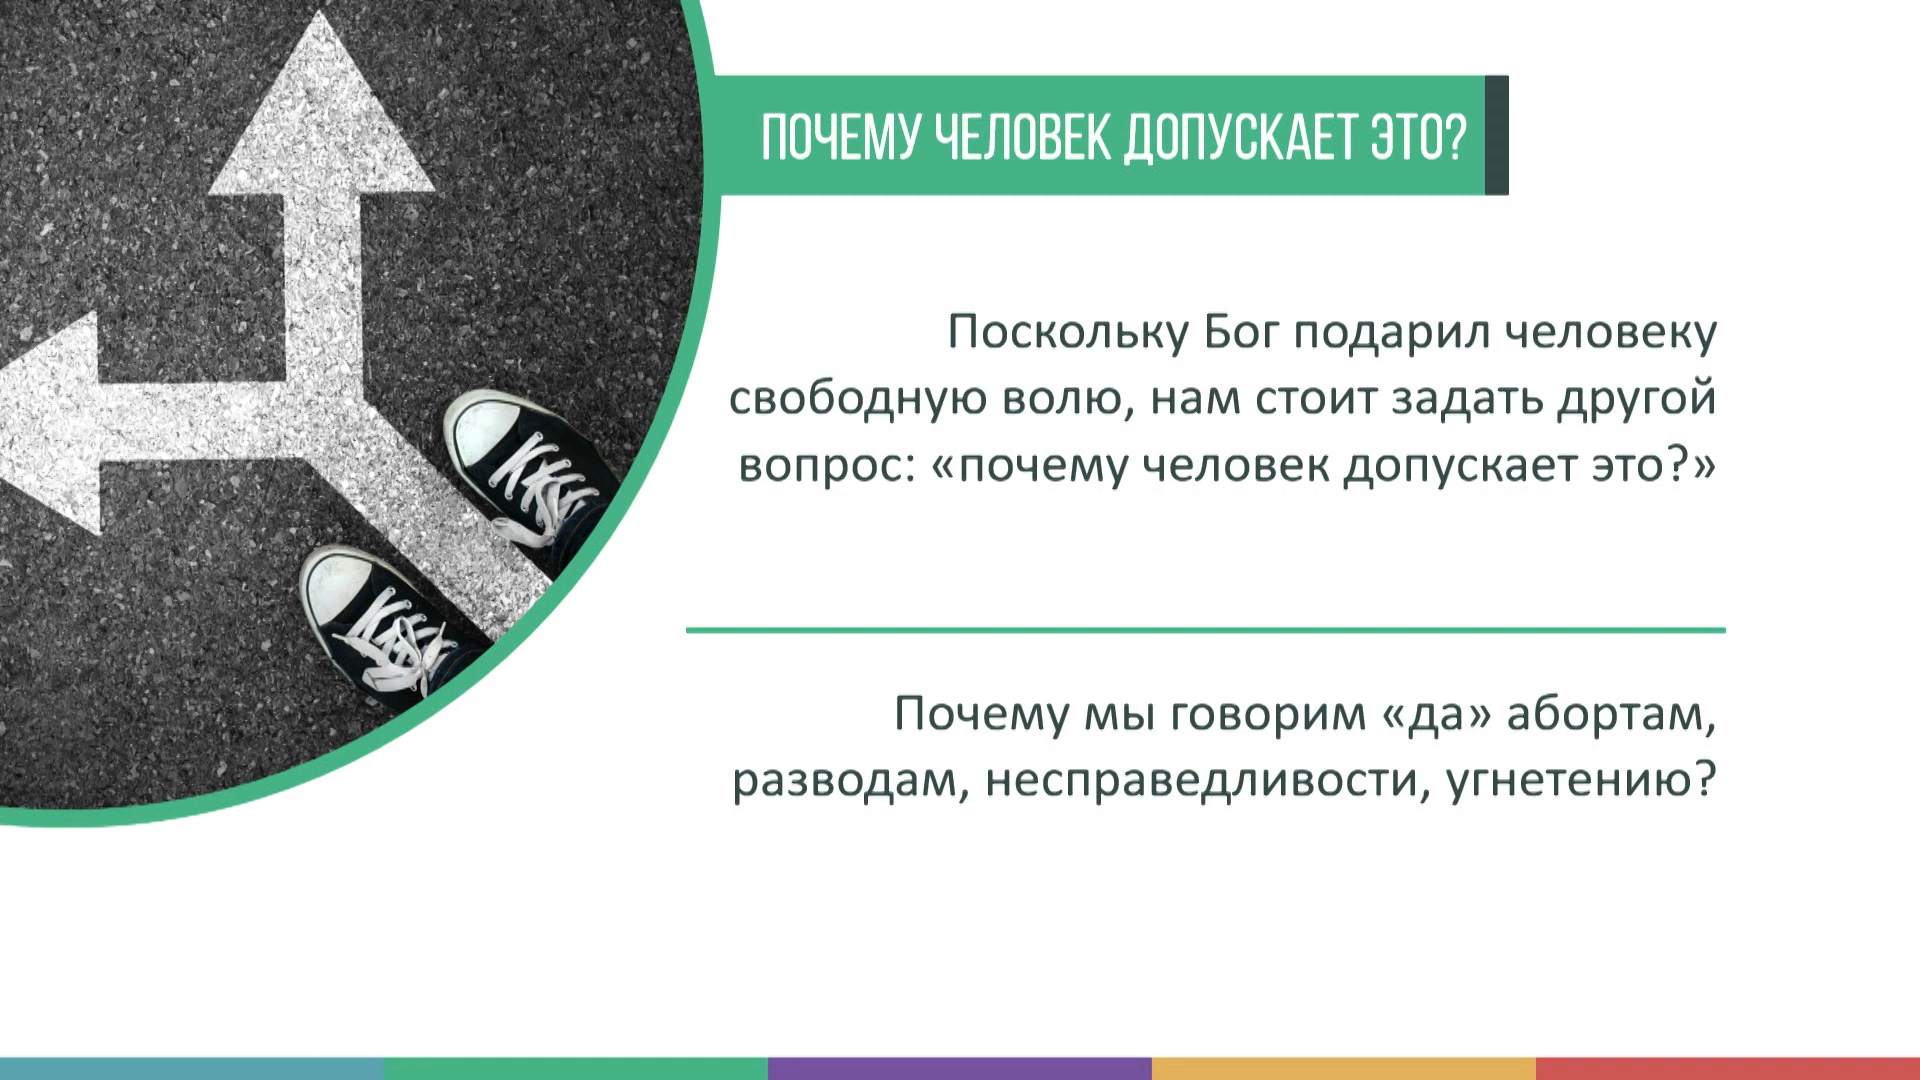 ПОЧЕМУ ЧЕЛОВЕК ДОПУСКАЕТ ЭТО?
Поскольку Бог подарил человеку
свободную волю, нам стоит задать другой
вопрос: «почему человек допускает это?»
Почему мы говорим «да» абортам,
разводам, несправедливости, угнетению?